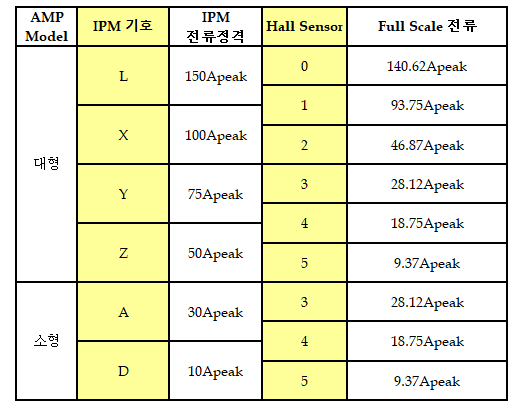 AMP Model
IPM 기호
IPM 전류정격
Hall Sensor
Full Scale 전류
대형
L
150Apeak
X
100Apeak
Y
75Apeak
Z
50Apeak
0
140.62Apeak
1
93.75Apeak
2
46.87Apeak
3
28.12Apeak
4
18.75Apeak
5
9.37Apeak
소형
A
30Apeak
D
10Apeak
3
28.12Apeak
4
18.75Apeak
5
9.37Apeak